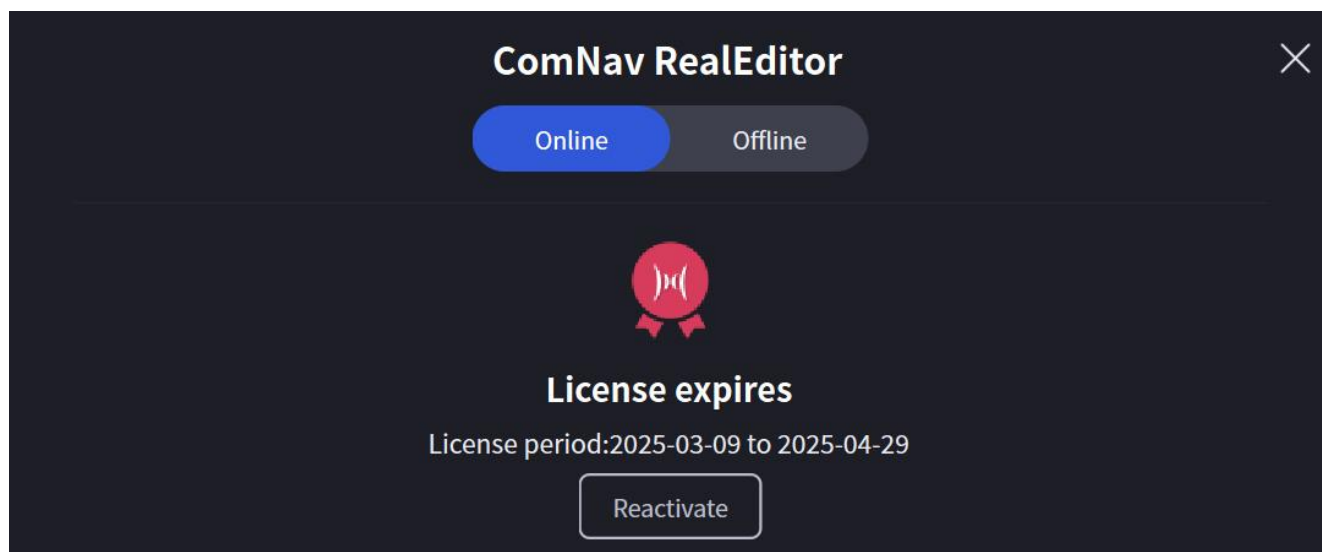 ComNav RealEditor
Online Offline
License expires
License period:2025-03-09 to 2025-04-29
Reactivate